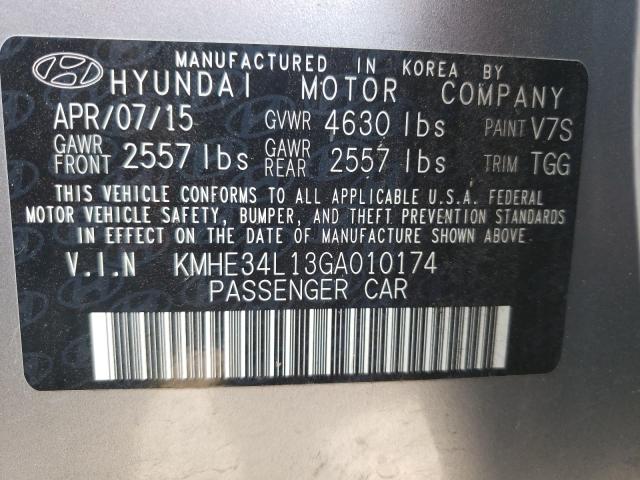 MANUFACTURED IN KOREA BY
HYUNDAI MOTOR COMPANY
APR/07/15 GVWR 4630 lbs PAINT V7S
GAWR FRONT 2557 lbs GAWR REAR 2557 lbs TRIM TGG
THIS VEHICLE CONFORMS TO ALL APPLICABLE U.S.A. FEDERAL
MOTOR VEHICLE SAFETY, BUMPER, AND THEFT PREVENTION STANDARDS
IN EFFECT ON THE DATE OF MANUFACTURE SHOWN ABOVE.
V.I.N KMHE34L13GA010174
PASSENGER CAR